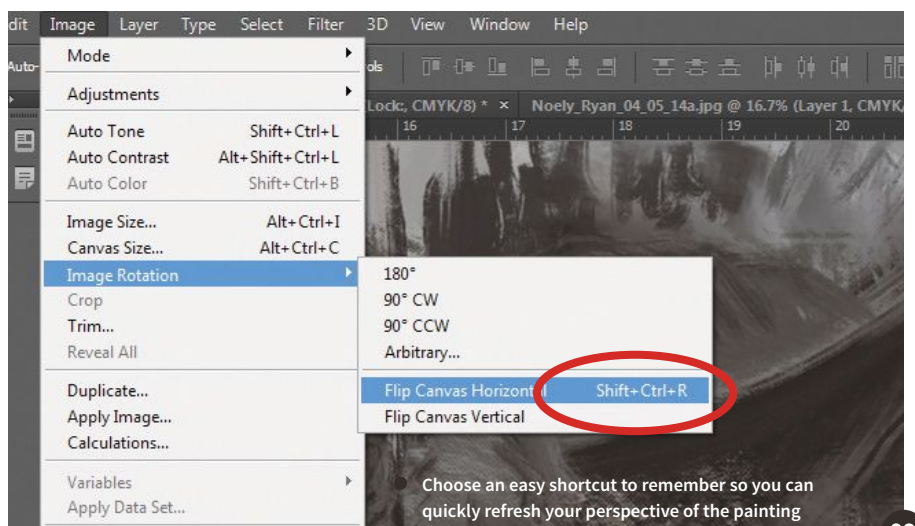 dit Image Layer Type Select Filter 3D View Window Help
Auto-
ols
Mode
Adjustments
Auto Tone Shift+Ctrl+L
Auto Contrast Alt+Shift+Ctrl+L
Auto Color Shift+Ctrl+B
Image Size... Alt+Ctrl+I
Canvas Size... Alt+Ctrl+C
Image Rotation
Crop
Trim...
Reveal All
Duplicate...
Apply Image...
Calculations...
Variables
Apply Data Set...
(Lock:, CMYK/8) * × Noely_Ryan_04_05_14a.jpg @ 16.7% (Layer 1, CMYK/
16 17 18 19 20
180°
90° CW
90° CCW
Arbitrary...
Flip Canvas Horizontal Shift+Ctrl+R
Flip Canvas Vertical
Choose an easy shortcut to remember so you can
quickly refresh your perspective of the painting